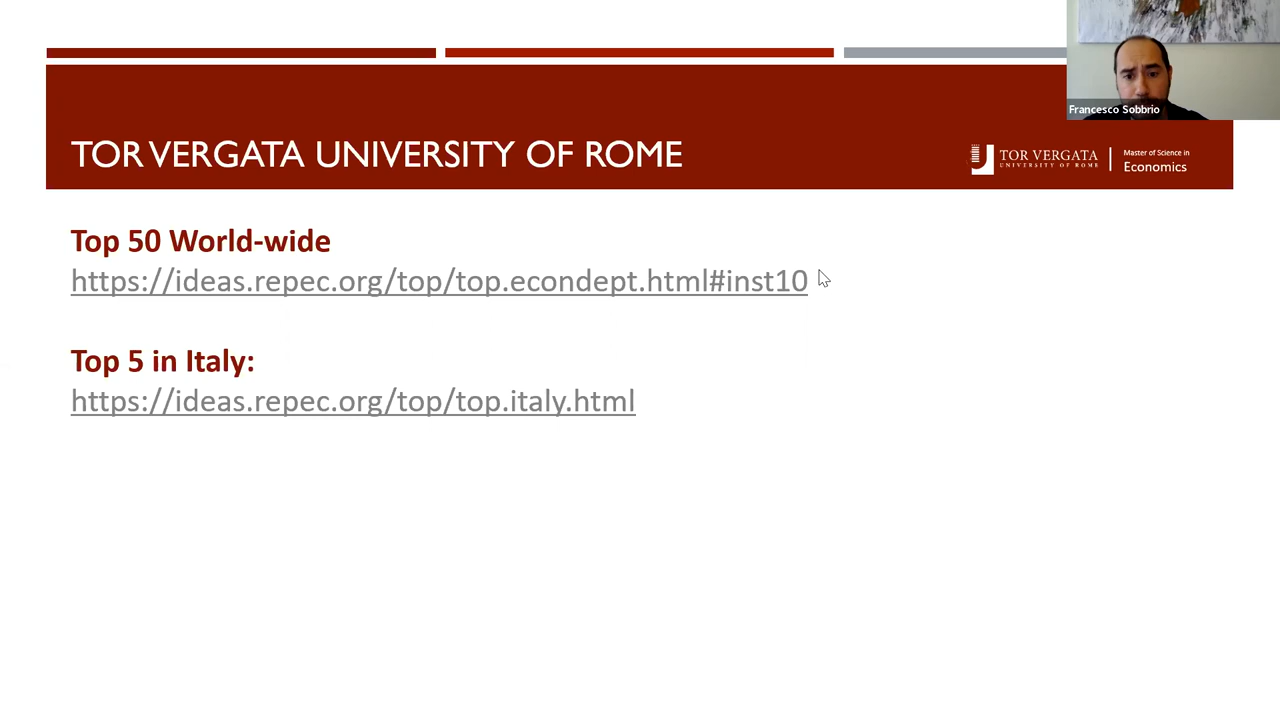 Francesco Sobbrio
TOR VERGATA UNIVERSITY OF ROME
TOR VERGATA
UNIVERSITY OF ROME
Master of Science in
Economics
Top 50 World-wide
https://ideas.repec.org/top/top.econdept.html#inst10
Top 5 in Italy:
https://ideas.repec.org/top/top.italy.html